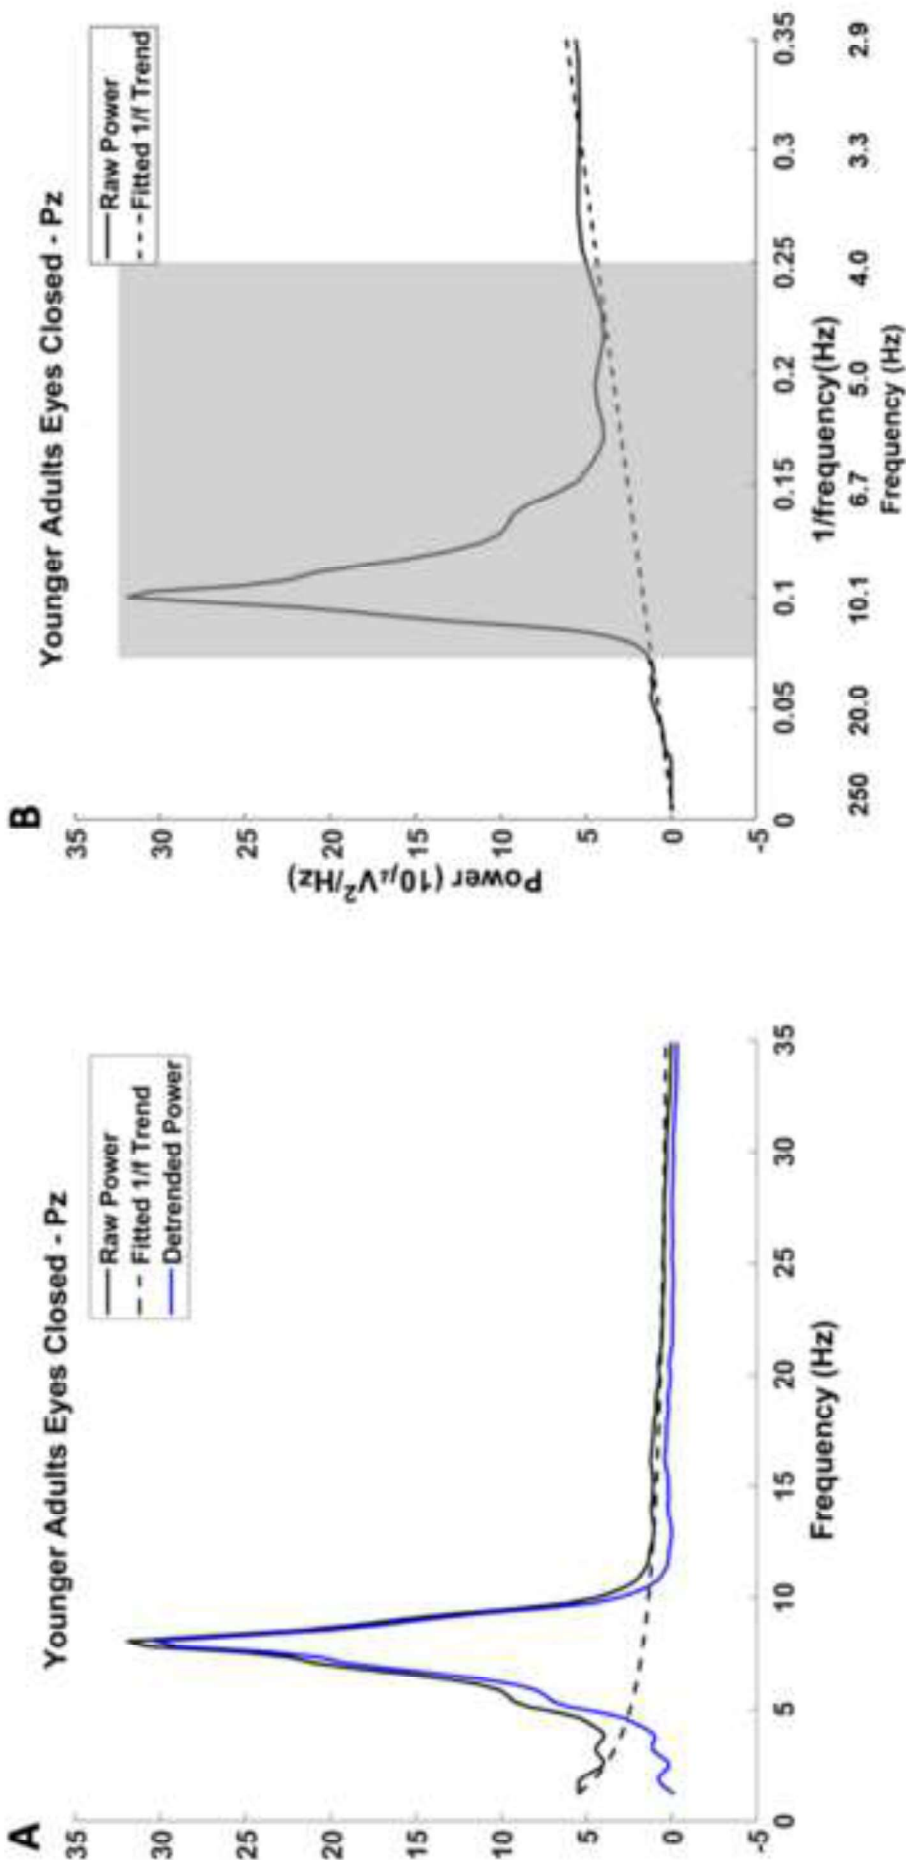 A
Younger Adults Eyes Closed - Pz
Raw Power
Fitted 1/f Trend
Detrended Power
35
30
25
20
15
10
5
0
-5
0 5 10 15 20 25 30 35
Frequency (Hz)
B
Younger Adults Eyes Closed - Pz
Raw Power
Fitted 1/f Trend
Power (10μV²/Hz)
35
30
25
20
15
10
5
0
-5
0 0.05 0.1 0.15 0.2 0.25 0.3 0.35
1/frequency(Hz)
250 20.0 10.1 6.7 5.0 4.0 3.3 2.9
Frequency (Hz)